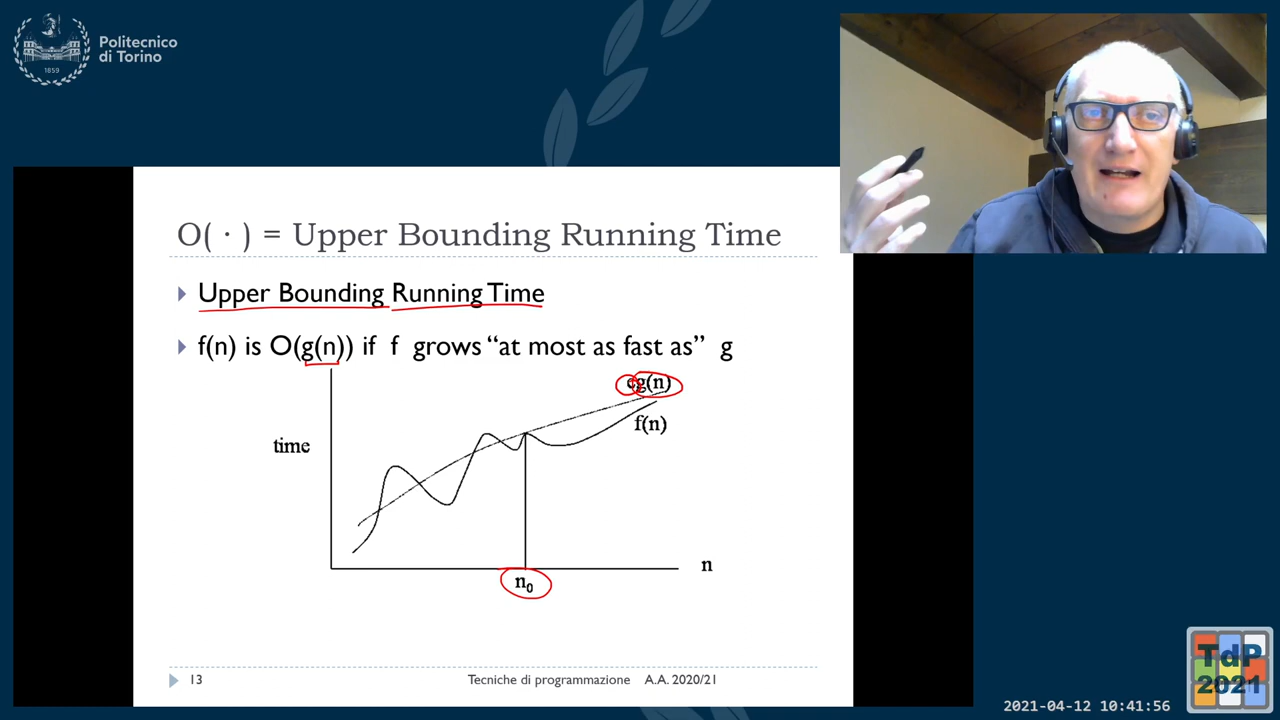 Politecnico
di Torino
1859
O( · ) = Upper Bounding Running Time
Upper Bounding Running Time
f(n) is O(g(n)) if f grows “at most as fast as” g
cg(n)
f(n)
time
n
n0
13
Tecniche di programmazione A.A. 2020/21
TdP
2021
2021-04-12 10:41:56